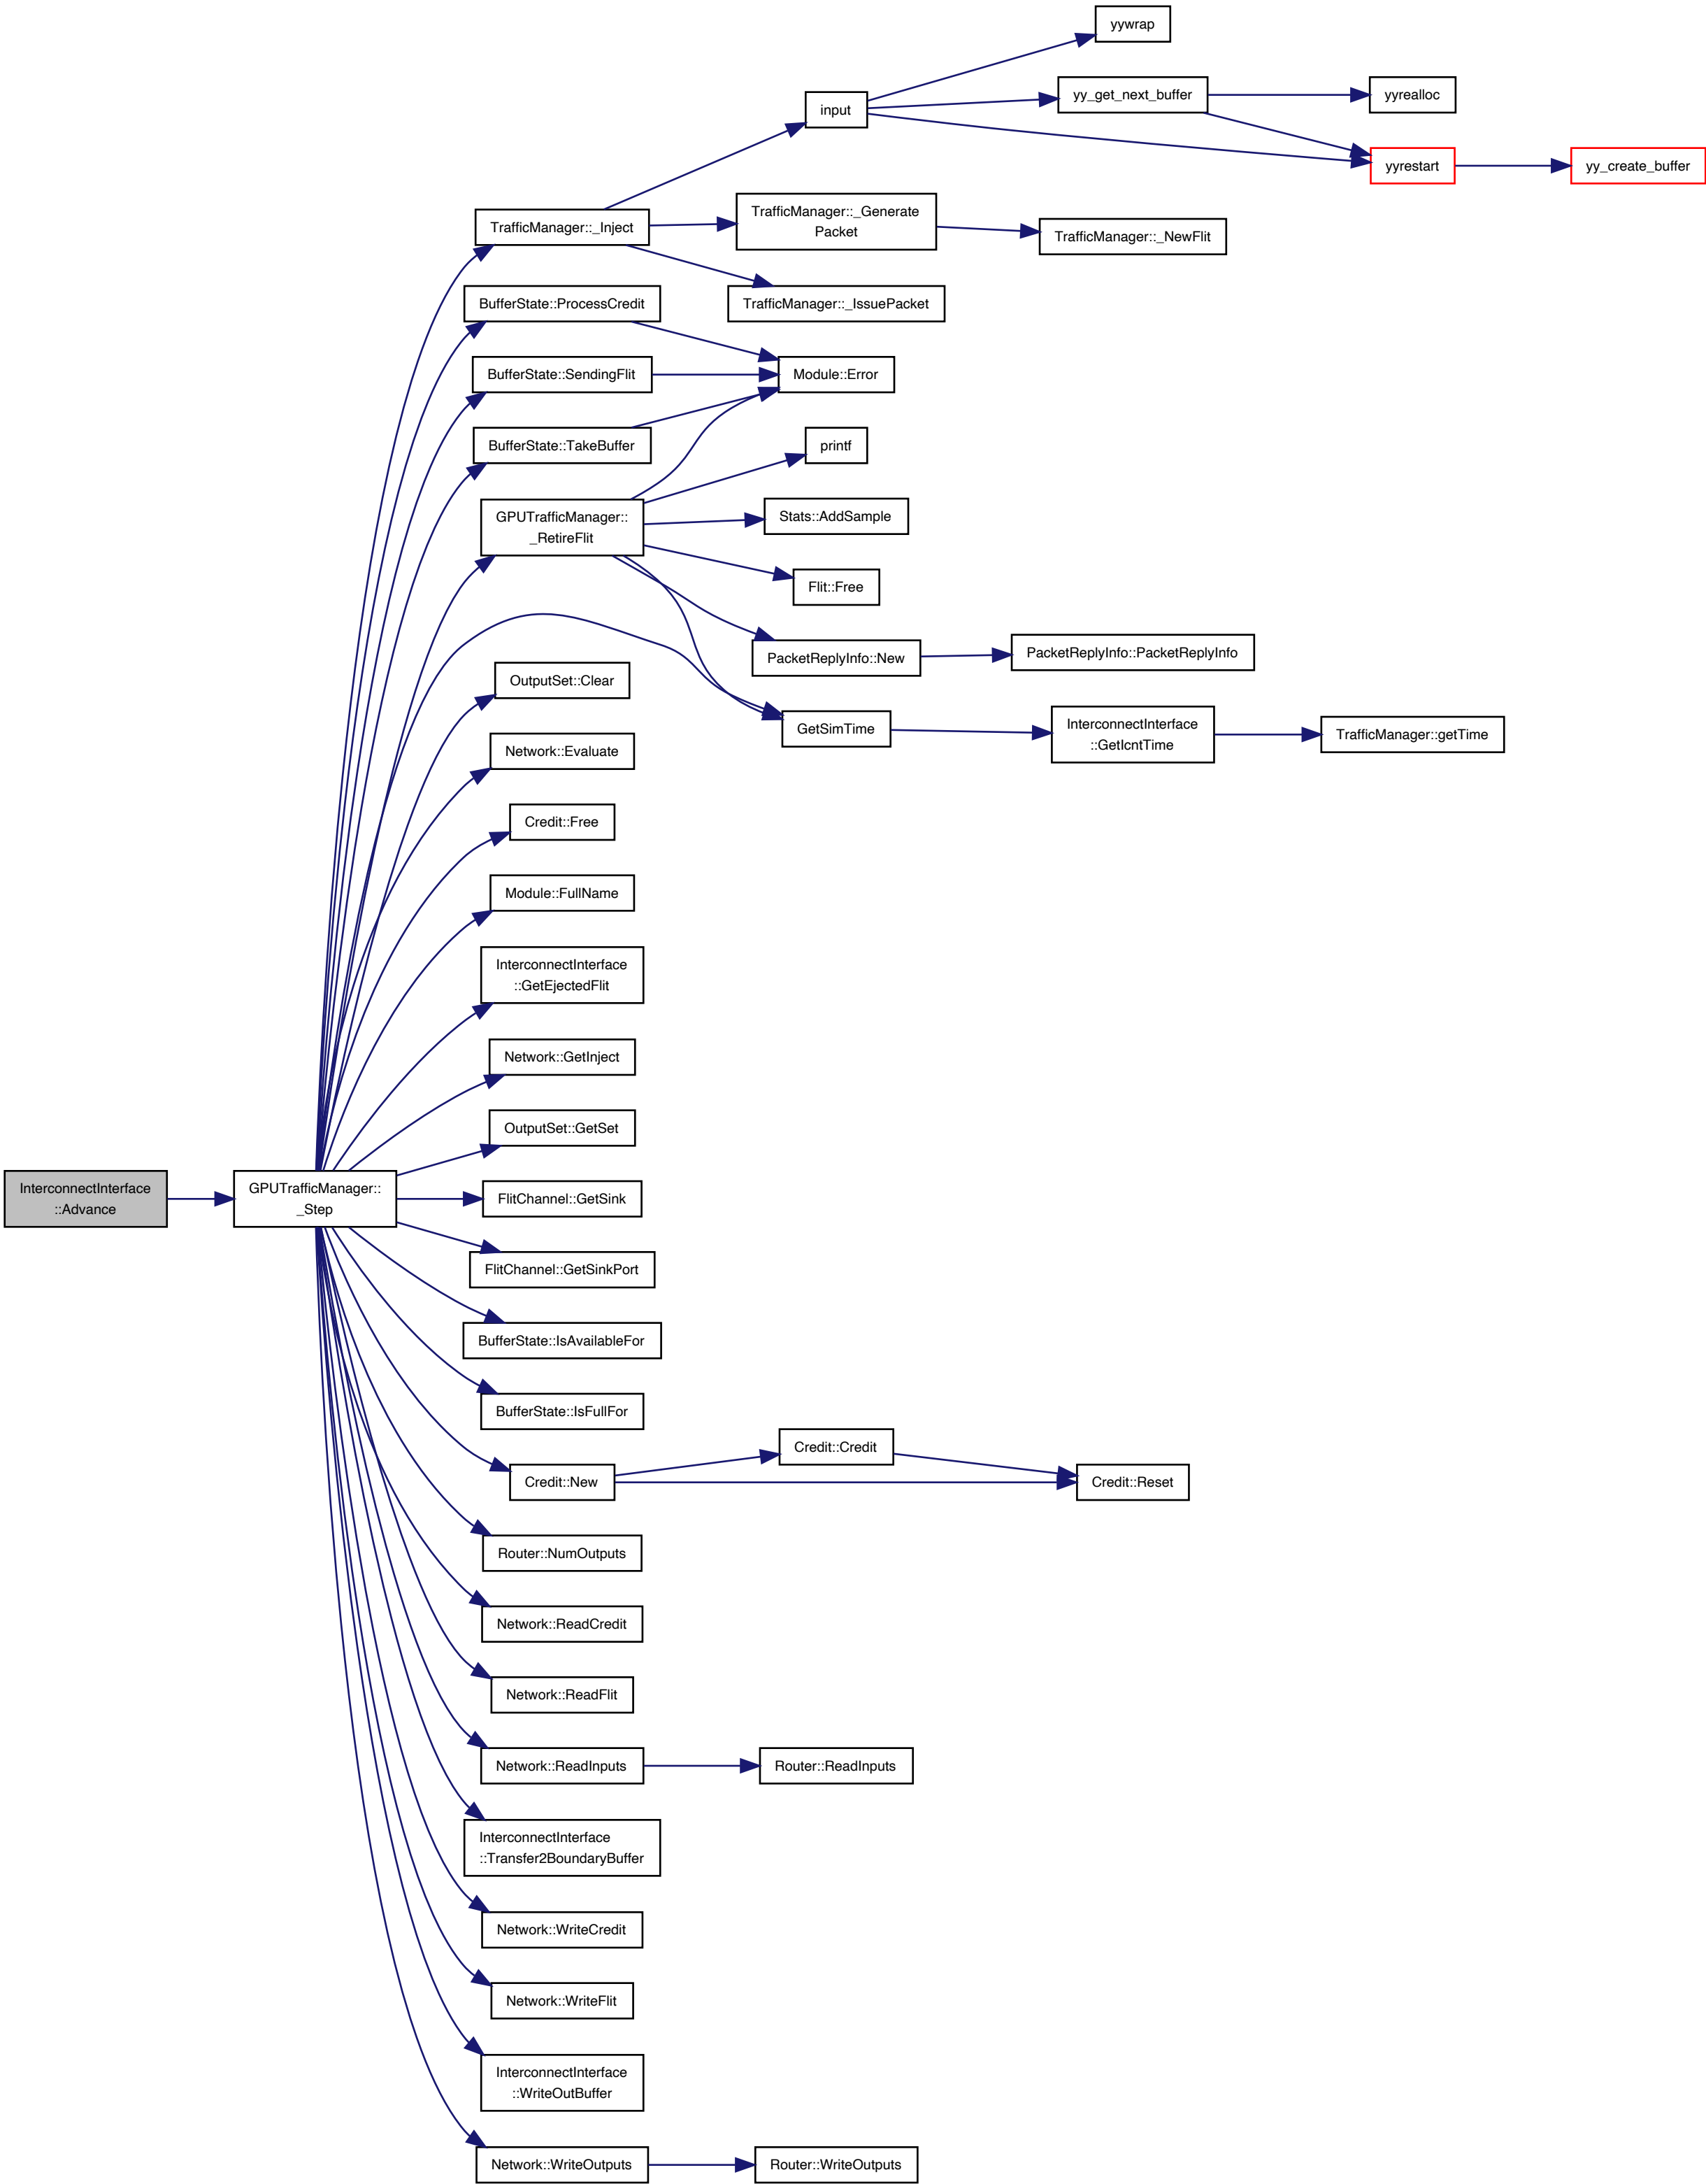 yywrap
yy_get_next_buffer
yyrealloc
input
yyrestart
yy_create_buffer
TrafficManager::_Inject
TrafficManager::_Generate
Packet
TrafficManager::_NewFlit
BufferState::ProcessCredit
TrafficManager::_IssuePacket
BufferState::SendingFlit
Module::Error
BufferState::TakeBuffer
printf
GPUTrafficManager::
_RetireFlit
Stats::AddSample
Flit::Free
PacketReplyInfo::New
PacketReplyInfo::PacketReplyInfo
OutputSet::Clear
GetSimTime
InterconnectInterface
::GetIcntTime
TrafficManager::getTime
Network::Evaluate
Credit::Free
Module::FullName
InterconnectInterface
::GetEjectedFlit
Network::GetInject
OutputSet::GetSet
InterconnectInterface
::Advance
GPUTrafficManager::
_Step
FlitChannel::GetSink
FlitChannel::GetSinkPort
BufferState::IsAvailableFor
BufferState::IsFullFor
Credit::Credit
Credit::New
Credit::Reset
Router::NumOutputs
Network::ReadCredit
Network::ReadFlit
Network::ReadInputs
Router::ReadInputs
InterconnectInterface
::Transfer2BoundaryBuffer
Network::WriteCredit
Network::WriteFlit
InterconnectInterface
::WriteOutBuffer
Network::WriteOutputs
Router::WriteOutputs